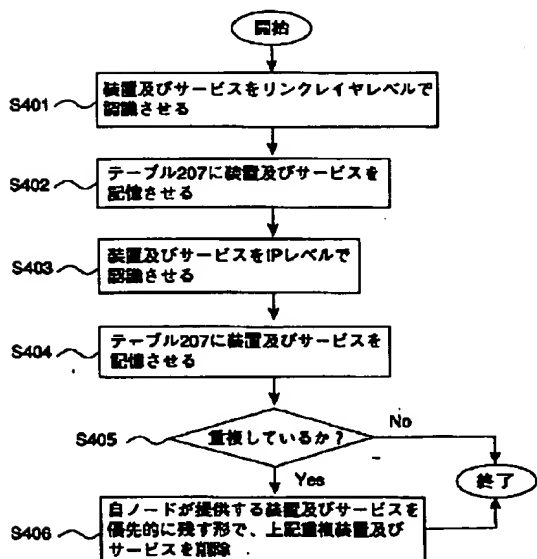 開始
S401
装置及びサービスをリンクレイヤレベルで
認識させる
S402
テーブル207に装置及びサービスを
記憶させる
S403
装置及びサービスをIPレベルで
認識させる
S404
テーブル207に装置及びサービスを
記憶させる
S405
重複しているか?
No
Yes
終了
S406
自ノードが提供する装置及びサービスを
優先的に残す形で、上記重複装置及び
サービスを削除